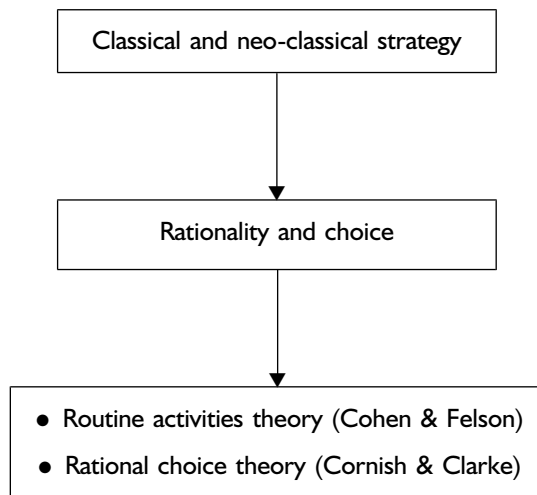 Classical and neo-classical strategy
Rationality and choice
● Routine activities theory (Cohen & Felson)
● Rational choice theory (Cornish & Clarke)